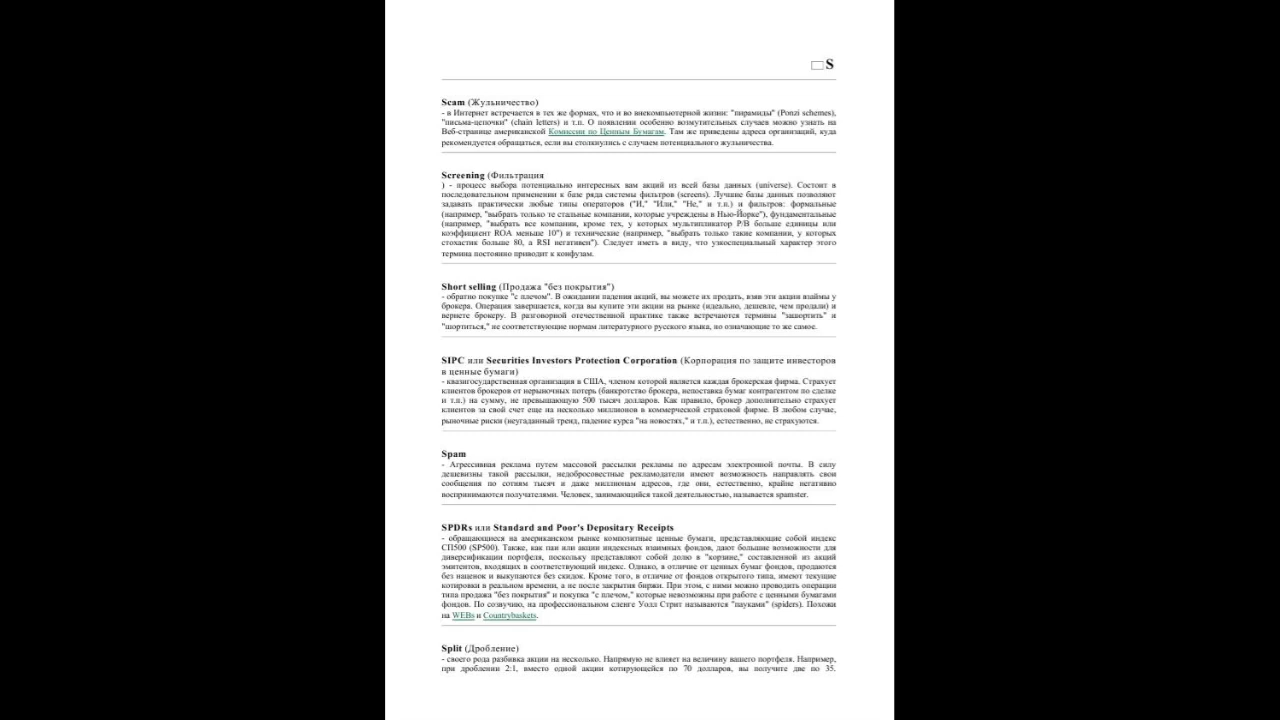 S
Scam (Жульничество)
- в Интернет встречается в тех же формах, что и во внекомпьютерной жизни: "пирамиды" (Ponzi schemes),
"письма-цепочки" (chain letters) и т.п. О появлении особенно возмутительных случаев можно узнать на
Веб-странице американской Комиссии по Ценным Бумагам. Там же приведены адреса организаций, куда
рекомендуется обращаться, если вы столкнулись с случаем потенциального жульничества.
Screening (Фильтрация
) - процесс выбора потенциально интересных вам акций из всей базы данных (universe). Состоит в
последовательном применении к базе ряда системы фильтров (screens). Лучшие базы данных позволяют
задавать практически любые типы операторов ("И," "Или," "Не," и т.п.) и фильтров: формальные
(например, "выбрать только те стальные компании, которые учреждены в Нью-Йорке"), фундаментальные
(например, "выбрать все компании, кроме тех, у которых мультипликатор P/B больше единицы или
коэффициент ROA меньше 10") и технические (например, "выбрать только такие компании, у которых
стохастик больше 80, а RSI негативен"). Следует иметь в виду, что узкоспециальный характер этого
термина постоянно приводит к конфузам.
Short selling (Продажа "без покрытия")
- обратно покупке "с плечом". В ожидании падения акций, вы можете их продать, взяв эти акции взаймы у
брокера. Операция завершается, когда вы купите эти акции на рынке (идеально, дешевле, чем продали) и
вернете брокеру. В разговорной отечественной практике также встречаются термины "зашортить" и
"шортиться," не соответствующие нормам литературного русского языка, но означающие то же самое.
SIPC или Securities Investors Protection Corporation (Корпорация по защите инвесторов
в ценные бумаги)
- квазигосударственная организация в США, членом которой является каждая брокерская фирма. Страхует
клиентов брокеров от нерыночных потерь (банкротство брокера, непоставка бумаг контрагентом по сделке
и т.п.) на сумму, не превышающую 500 тысяч долларов. Как правило, брокер дополнительно страхует
клиентов за свой счет еще на несколько миллионов в коммерческой страховой фирме. В любом случае,
рыночные риски (неугаданный тренд, падение курса "на новостях," и т.п.), естественно, не страхуются.
Spam
- Агрессивная реклама путем массовой рассылки рекламы по адресам электронной почты. В силу
дешевизны такой рассылки, недобросовестные рекламодатели имеют возможность направлять свои
сообщения по сотням тысяч и даже миллионам адресов, где они, естественно, крайне негативно
воспринимаются получателями. Человек, занимающийся такой деятельностью, называется spamster.
SPDRs или Standard and Poor's Depositary Receipts
- обращающиеся на американском рынке композитные ценные бумаги, представляющие собой индекс
СП500 (SP500). Также, как паи или акции индексных взаимных фондов, дают большие возможности для
диверсификации портфеля, поскольку представляют собой долю в "корзине," составленной из акций
эмитентов, входящих в соответствующий индекс. Однако, в отличие от ценных бумаг фондов, продаются
без наценок и выкупаются без скидок. Кроме того, в отличие от фондов открытого типа, имеют текущие
котировки в реальном времени, а не после закрытия биржи. При этом, с ними можно проводить операции
типа продажа "без покрытия" и покупка "с плечом," которые невозможны при работе с ценными бумагами
фондов. По созвучию, на профессиональном сленге Уолл Стрит называются "пауками" (spiders). Похожи
на WEBs и Countrybaskets.
Split (Дробление)
- своего рода разбивка акции на несколько. Напрямую не влияет на величину вашего портфеля. Например,
при дроблении 2:1, вместо одной акции котирующейся по 70 долларов, вы получите две по 35.